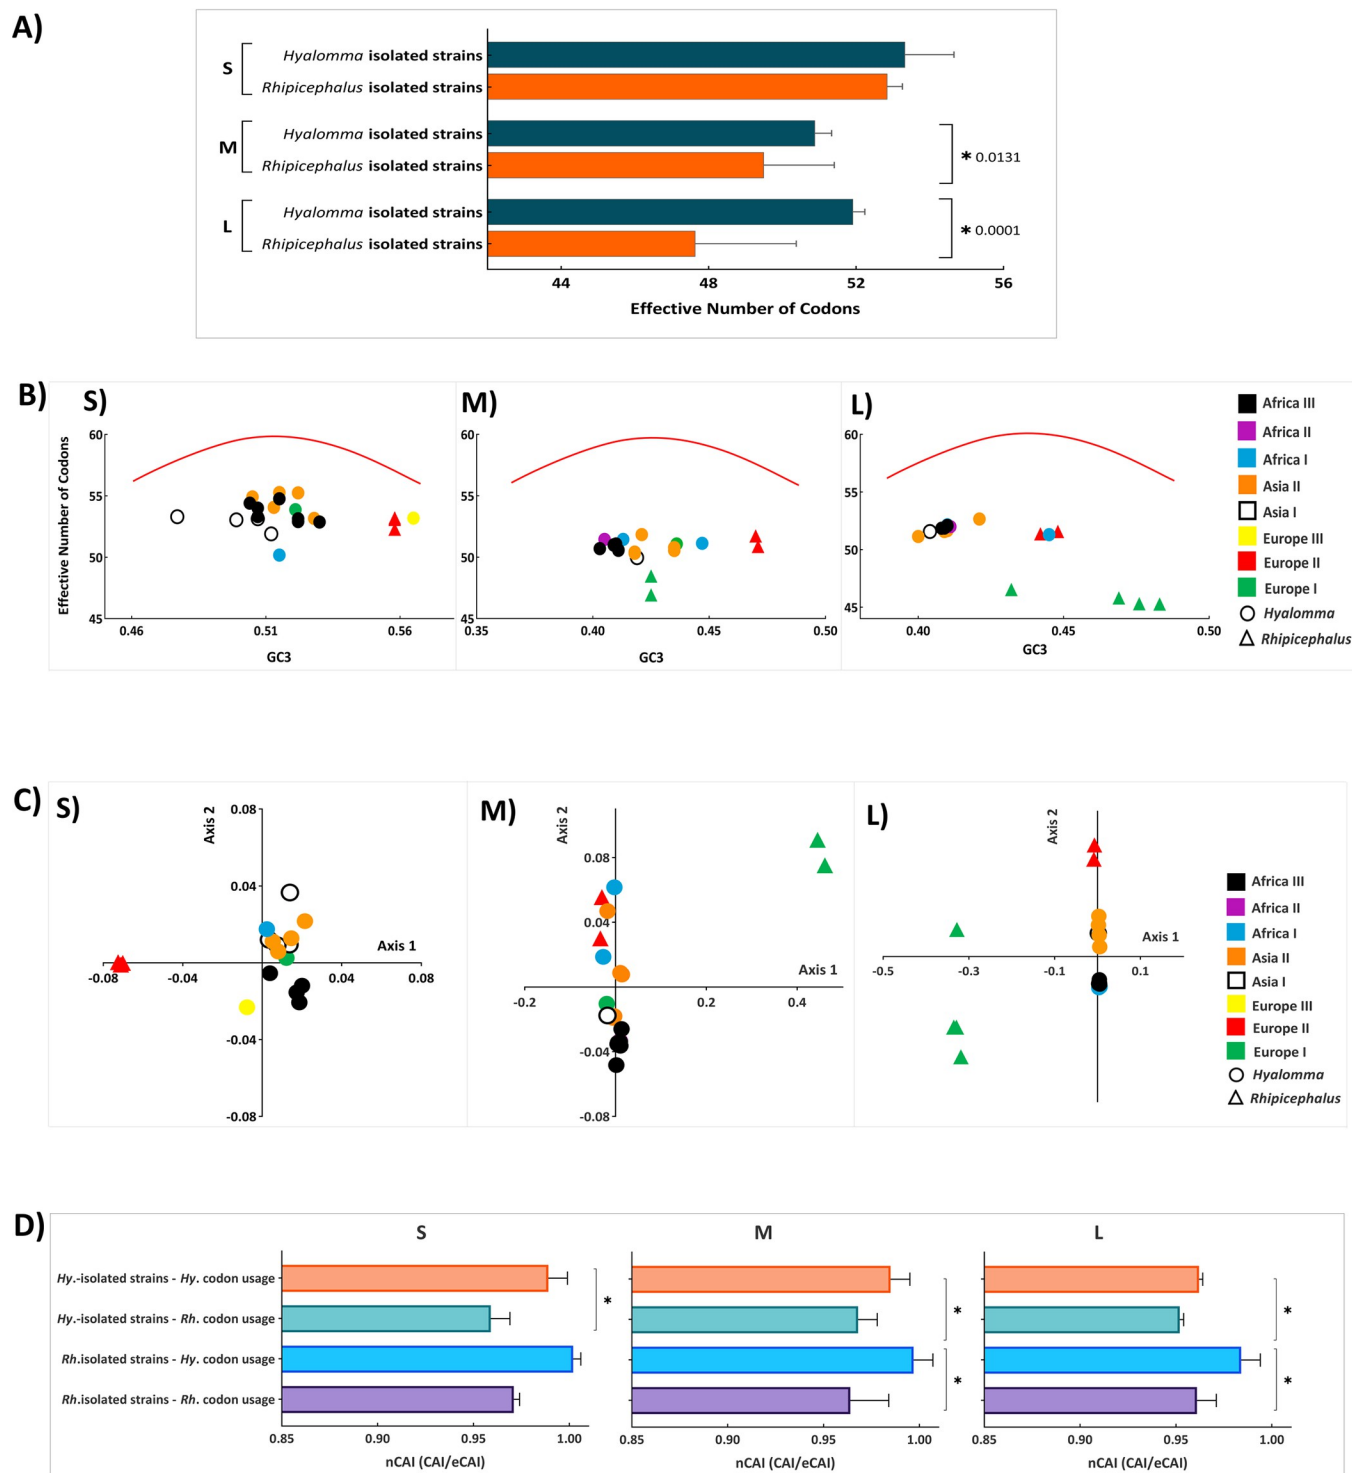 A)
S
Hyalomma isolated strains
Rhipicephalus isolated strains
M
Hyalomma isolated strains
Rhipicephalus isolated strains
* 0.0131
L
Hyalomma isolated strains
Rhipicephalus isolated strains
* 0.0001
44 48 52 56
Effective Number of Codons
B)
S)
Effective Number of Codons
60
55
50
45
0.46 0.51 0.56
GC3
M)
60
55
50
45
0.35 0.40 0.45 0.50
GC3
L)
60
55
50
45
0.40 0.45 0.50
GC3
Africa III
Africa II
Africa I
Asia II
Asia I
Europe III
Europe II
Europe I
Hyalomma
Rhipicephalus
C)
S)
Axis 2
0.08
0.04
Axis 1
-0.08 -0.04 0.04 0.08
-0.04
-0.08
M)
Axis 2
0.08
0.04
Axis 1
-0.2 0.2 0.4
-0.04
-0.08
L)
Axis 2
Axis 1
-0.5 -0.3 -0.1 0.1
Africa III
Africa II
Africa I
Asia II
Asia I
Europe III
Europe II
Europe I
Hyalomma
Rhipicephalus
D)
S M L
Hy.-isolated strains - Hy. codon usage
Hy.-isolated strains - Rh. codon usage
Rh.isolated strains - Hy. codon usage
Rh.isolated strains - Rh. codon usage
*
*
*
*
*
0.85 0.90 0.95 1.00
nCAI (CAI/eCAI)
0.85 0.90 0.95 1.00
nCAI (CAI/eCAI)
0.85 0.90 0.95 1.00
nCAI (CAI/eCAI)